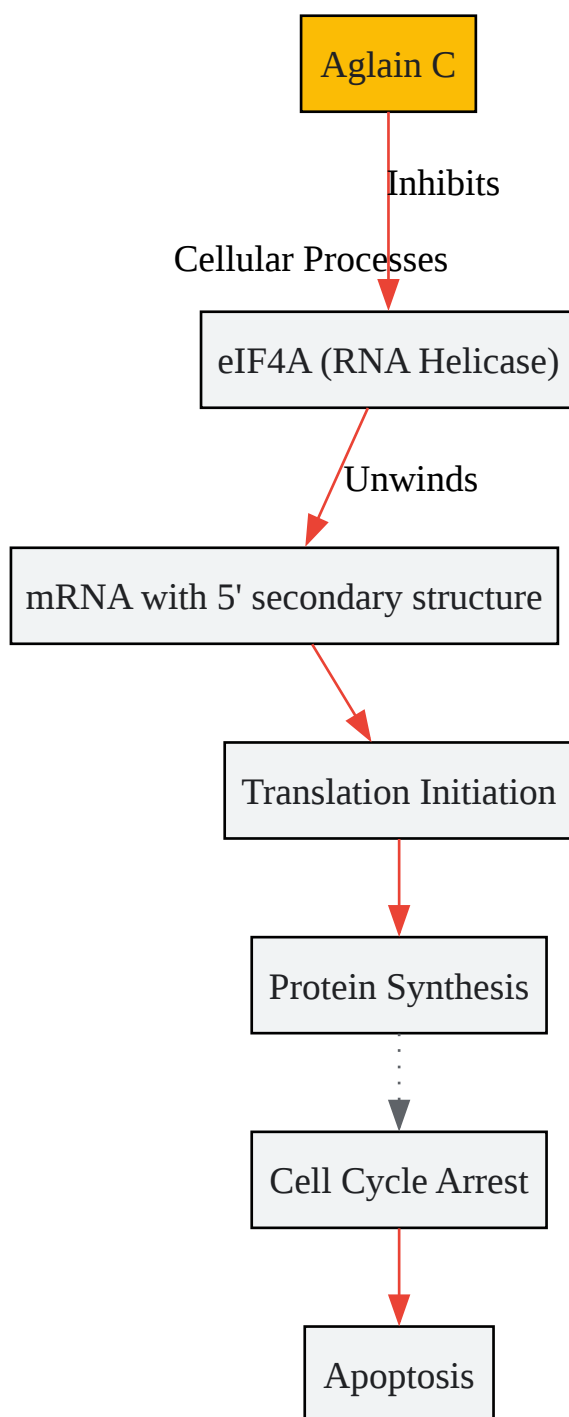 Aglain C
Inhibits
Cellular Processes
eIF4A (RNA Helicase)
Unwinds
mRNA with 5' secondary structure
Translation Initiation
Protein Synthesis
Cell Cycle Arrest
Apoptosis